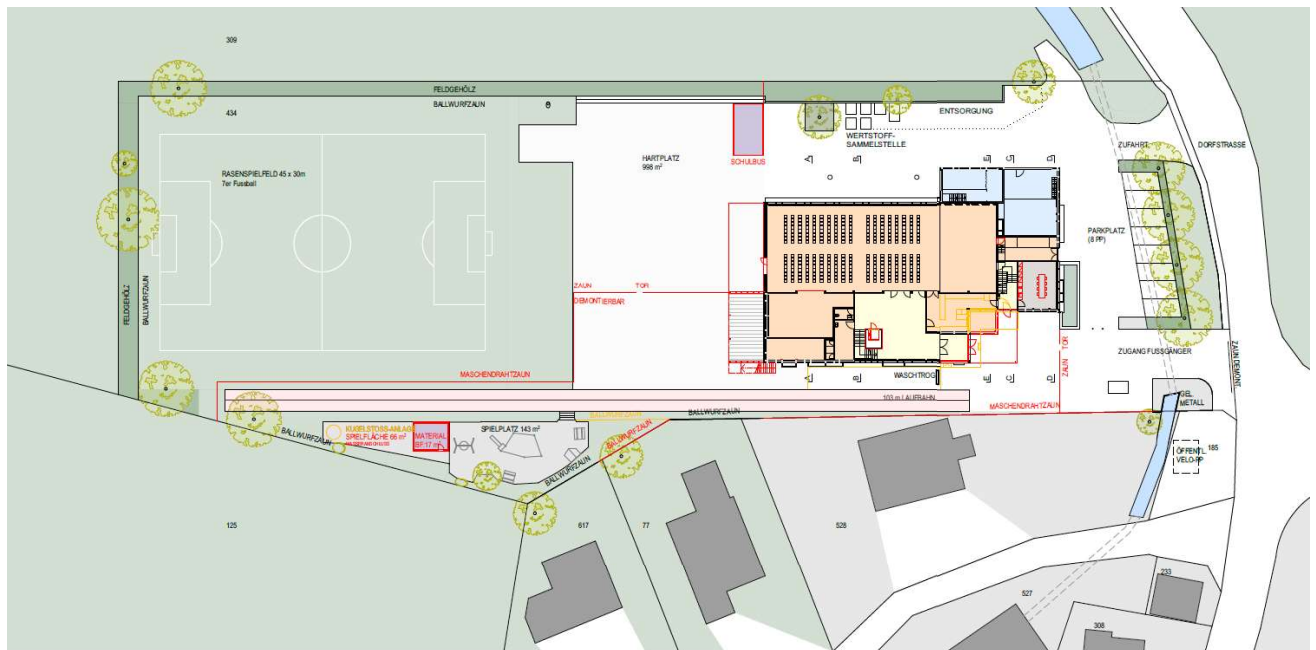 309
FELDGEHÖLZ
BALLWURFZAUN
434
ENTSORGUNG
WERTSTOFF-
SAMMELSTELLE
ZUFAHRT
DORFSTRASSE
HARTPLATZ
998 m²
SCHULBUS
A
B
E
C
D
RASENSPIELFELD 45 x 30m
7er Fussball
PARKPLATZ
(8 PP)
FELDGEHÖLZ
BALLWURFZAUN
ZAUN
TOR
DEMONTIERBAR
ZAUN
TOR
ZUGANG FUSSGÄNGER
ZAUN DEMONT.
MASCHENDRAHTZAUN
WASCHTROG
A
B
E
C
D
103 m LAUFBAHN
MASCHENDRAHTZAUN
GEL.
METALL
BALLWURFZAUN
BALLWURFZAUN
KUGELSTOSS-ANLAGE
SPIELFLÄCHE 66 m²
MATERIAL
SPIELPLATZ 143 m²
BALLWURFZAUN
BALLWURFZAUN
BALLWURFZAUN
ÖFFENTL.
VELO-PP
185
125
617
77
528
233
527
308